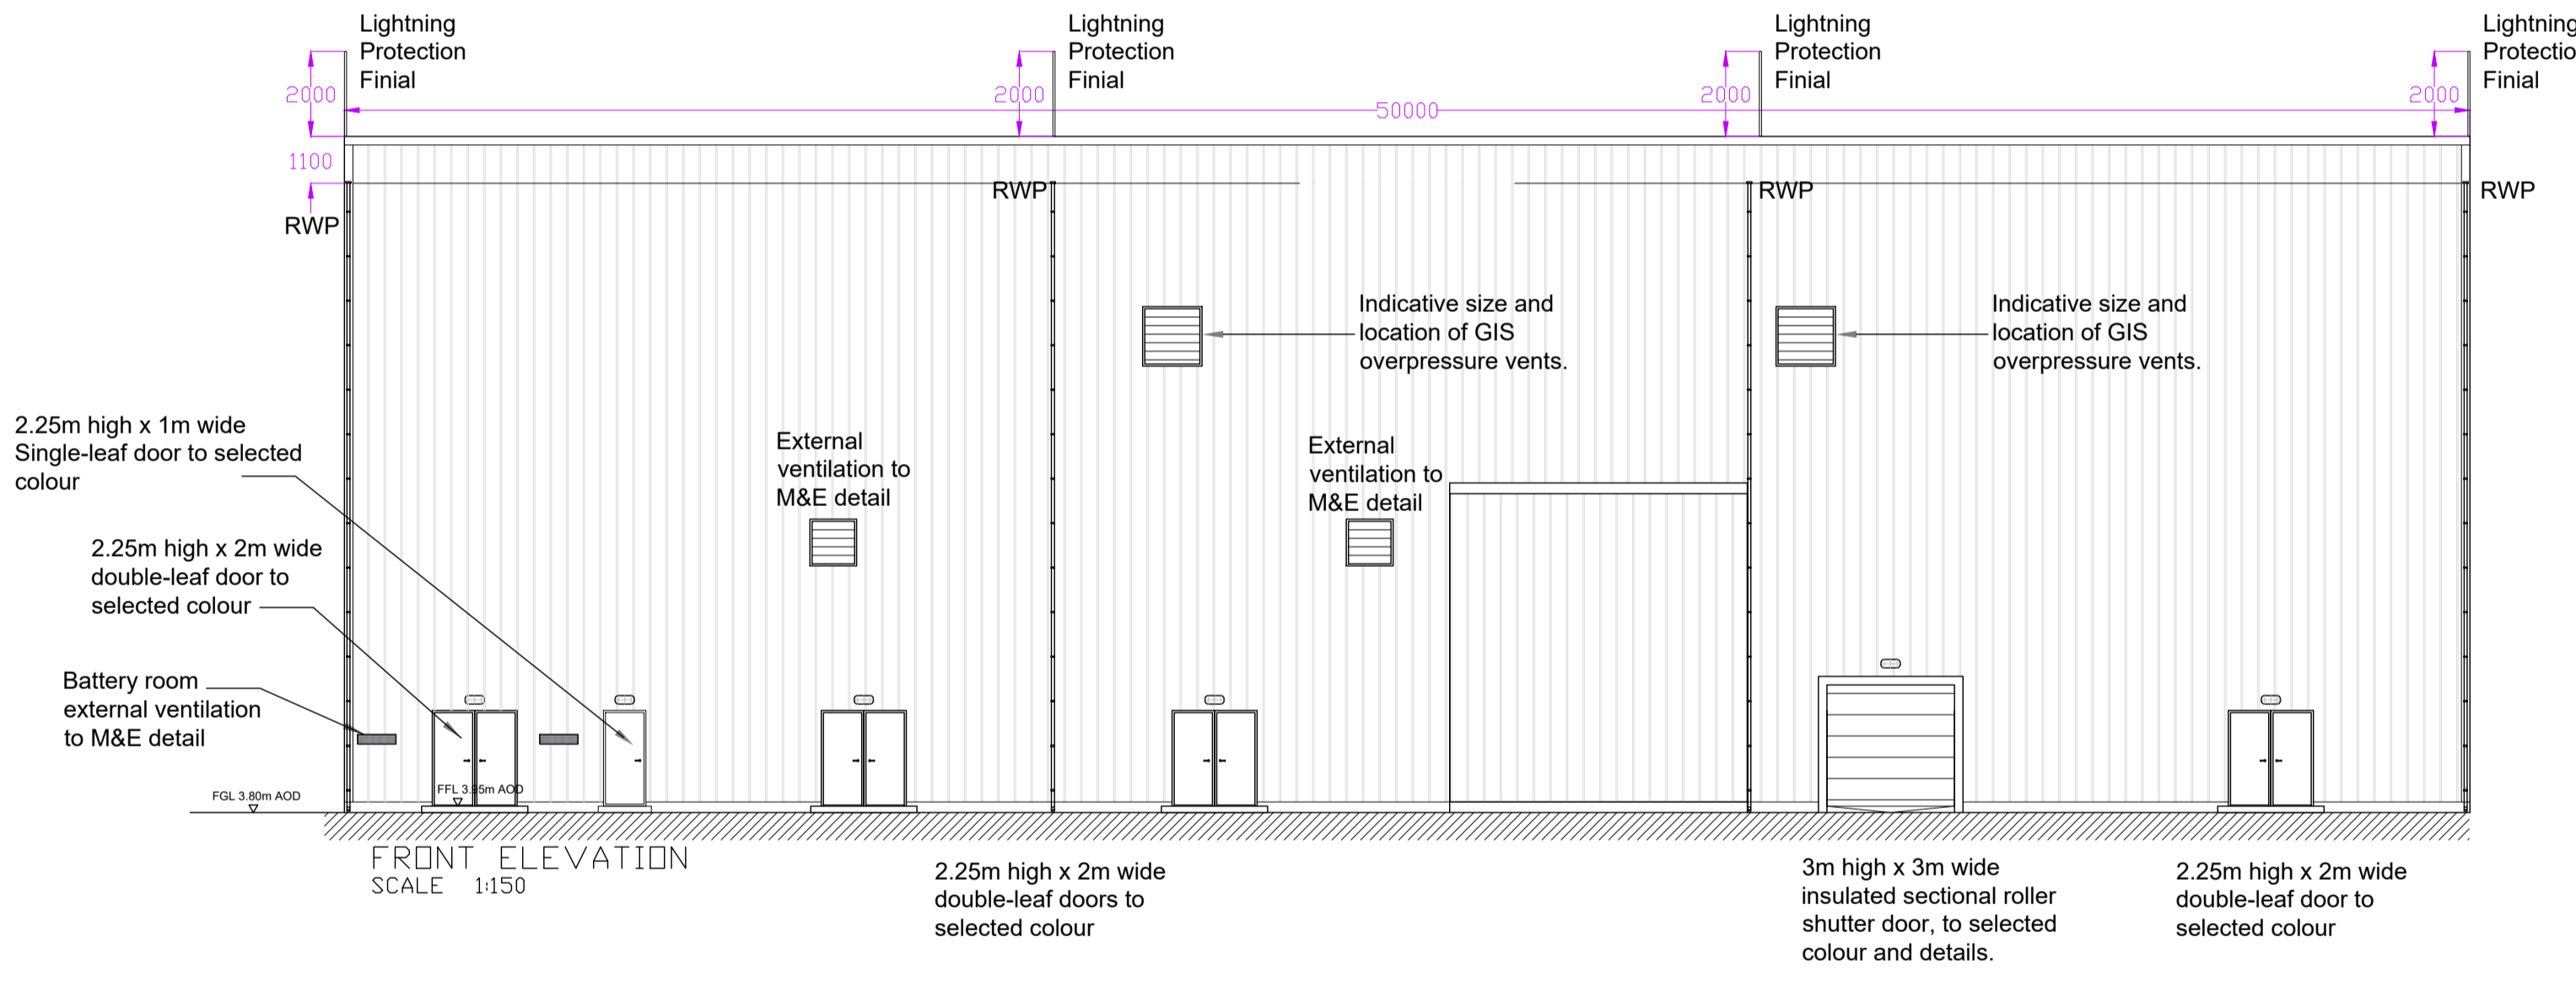 Lightning
Protection
Finial
Lightning
Protection
Finial
Lightning
Protection
Finial
Lightning
Protectio
Finial
2000
2000
2000
2000
50000
1100
RWP
RWP
RWP
RWP
Indicative size and
location of GIS
overpressure vents.
Indicative size and
location of GIS
overpressure vents.
2.25m high x 1m wide
Single-leaf door to selected
colour
External
ventilation to
M&E detail
External
ventilation to
M&E detail
2.25m high x 2m wide
double-leaf door to
selected colour
Battery room
external ventilation
to M&E detail
FGL 3.80m AOD
FFL 3.95m AOD
FRONT ELEVATION
SCALE 1:150
2.25m high x 2m wide
double-leaf doors to
selected colour
3m high x 3m wide
insulated sectional roller
shutter door, to selected
colour and details.
2.25m high x 2m wide
double-leaf door to
selected colour